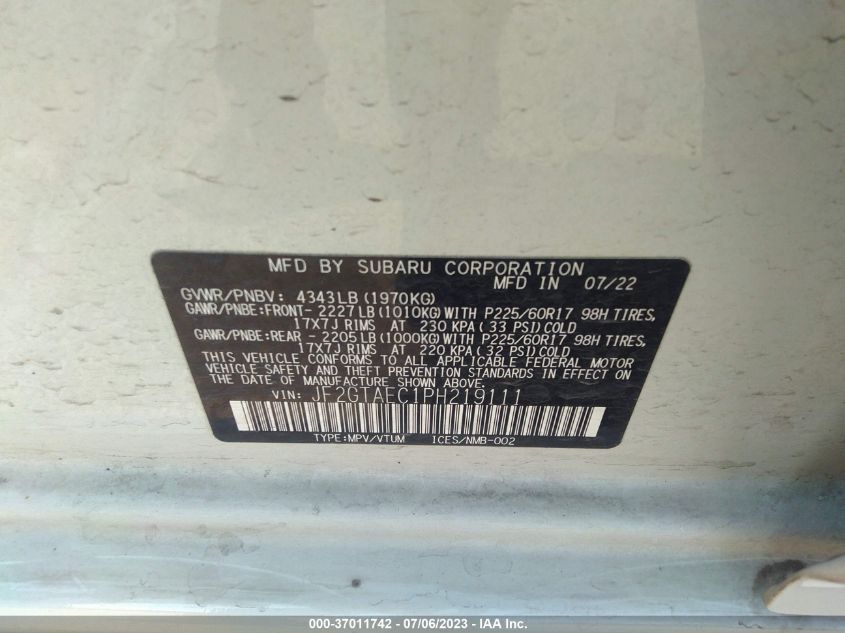 MFD BY SUBARU CORPORATION
MFD IN 07/22
GVWR/PNBV: 4343LB(1970KG)
GAWR/PNBE:FRONT- 2227LB(1010KG)WITH P225/60R17 98H TIRES,
17X7J RIMS AT 230 KPA(33 PSI)COLD
GAWR/PNBE:REAR - 2205LB(1000KG)WITH P225/60R17 98H TIRES,
17X7J RIMS AT 220 KPA(32 PSI)COLD
THIS VEHICLE CONFORMS TO ALL APPLICABLE FEDERAL MOTOR
VEHICLE SAFETY AND THEFT PREVENTION STANDARDS IN EFFECT ON
THE DATE OF MANUFACTURE SHOWN ABOVE.
VIN: JF2GTAEC1PH219111
TYPE:MPV/VTUM ICES/NMB-002
000-37011742 - 07/06/2023 - IAA Inc.